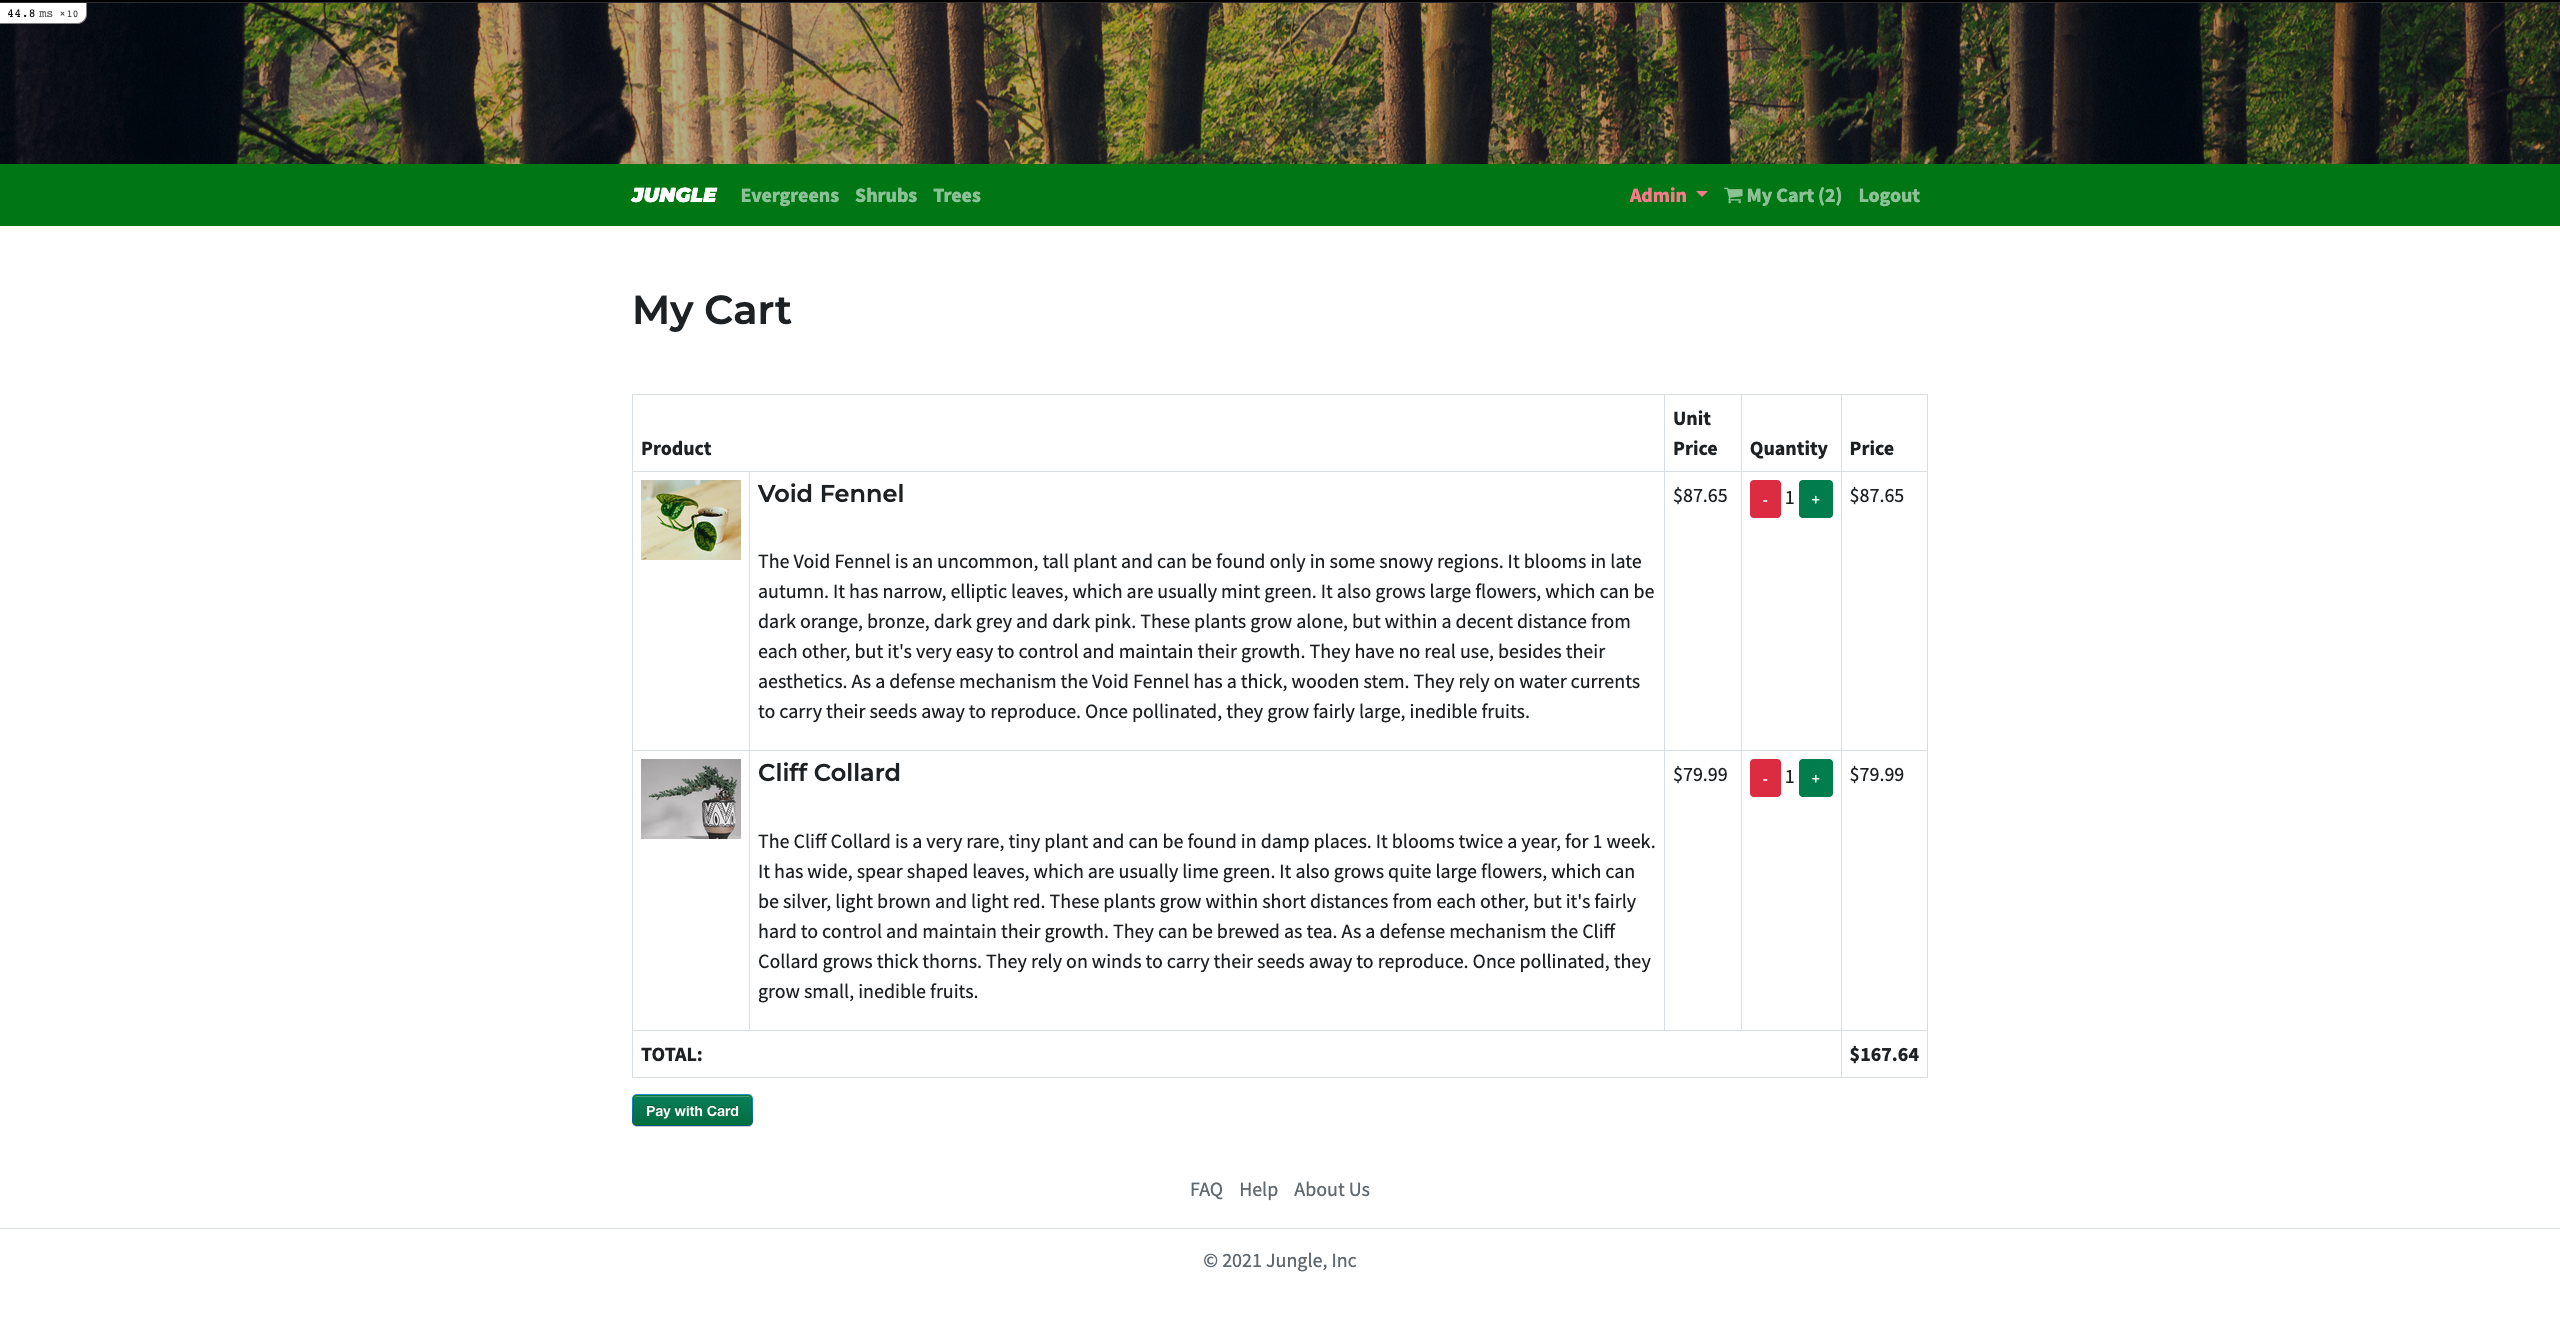 44.8 ms ×10
JUNGLE Evergreens Shrubs Trees Admin My Cart (2) Logout
My Cart
Product Unit Price Quantity Price
Void Fennel $87.65 - 1 + $87.65
The Void Fennel is an uncommon, tall plant and can be found only in some snowy regions. It blooms in late
autumn. It has narrow, elliptic leaves, which are usually mint green. It also grows large flowers, which can be
dark orange, bronze, dark grey and dark pink. These plants grow alone, but within a decent distance from
each other, but it's very easy to control and maintain their growth. They have no real use, besides their
aesthetics. As a defense mechanism the Void Fennel has a thick, wooden stem. They rely on water currents
to carry their seeds away to reproduce. Once pollinated, they grow fairly large, inedible fruits.
Cliff Collard $79.99 - 1 + $79.99
The Cliff Collard is a very rare, tiny plant and can be found in damp places. It blooms twice a year, for 1 week.
It has wide, spear shaped leaves, which are usually lime green. It also grows quite large flowers, which can
be silver, light brown and light red. These plants grow within short distances from each other, but it's fairly
hard to control and maintain their growth. They can be brewed as tea. As a defense mechanism the Cliff
Collard grows thick thorns. They rely on winds to carry their seeds away to reproduce. Once pollinated, they
grow small, inedible fruits.
TOTAL: $167.64
Pay with Card
FAQ Help About Us
© 2021 Jungle, Inc